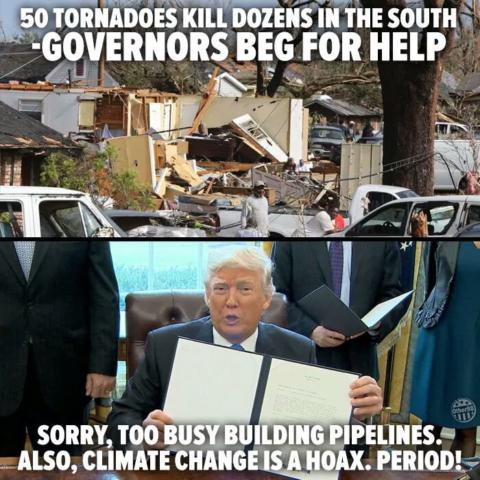 50 TORNADOES KILL DOZENS IN THE SOUTH
-GOVERNORS BEG FOR HELP
Other98
SORRY, TOO BUSY BUILDING PIPELINES.
ALSO, CLIMATE CHANGE IS A HOAX. PERIOD!